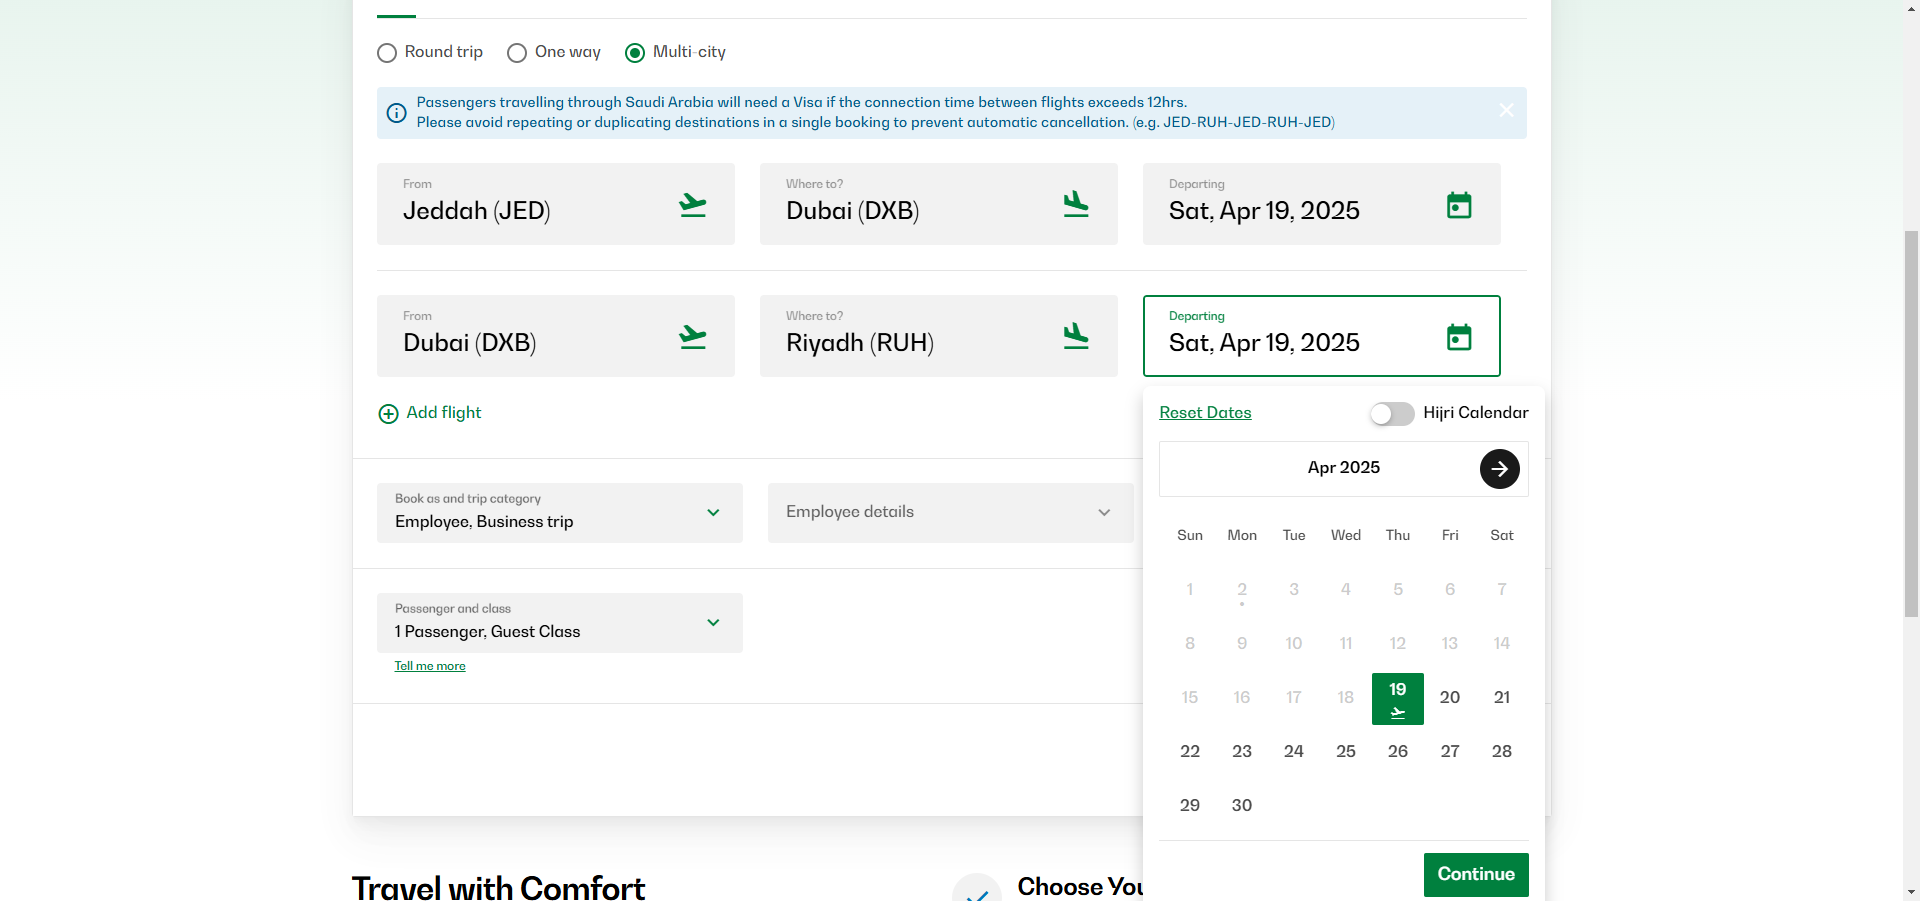 Round trip
One way
Multi-city
Passengers travelling through Saudi Arabia will need a Visa if the connection time between flights exceeds 12hrs.
Please avoid repeating or duplicating destinations in a single booking to prevent automatic cancellation. (e.g. JED-RUH-JED-RUH-JED)
From
Jeddah (JED)
Where to?
Dubai (DXB)
Departing
Sat, Apr 19, 2025
From
Dubai (DXB)
Where to?
Riyadh (RUH)
Departing
Sat, Apr 19, 2025
Add flight
Reset Dates
Hijri Calendar
Apr 2025
Sun Mon Tue Wed Thu Fri Sat
1 2 3 4 5 6 7
8 9 10 11 12 13 14
15 16 17 18 19 20 21
22 23 24 25 26 27 28
29 30
Continue
Book as and trip category
Employee, Business trip
Employee details
Passenger and class
1 Passenger, Guest Class
Tell me more
Travel with Comfort
Choose You